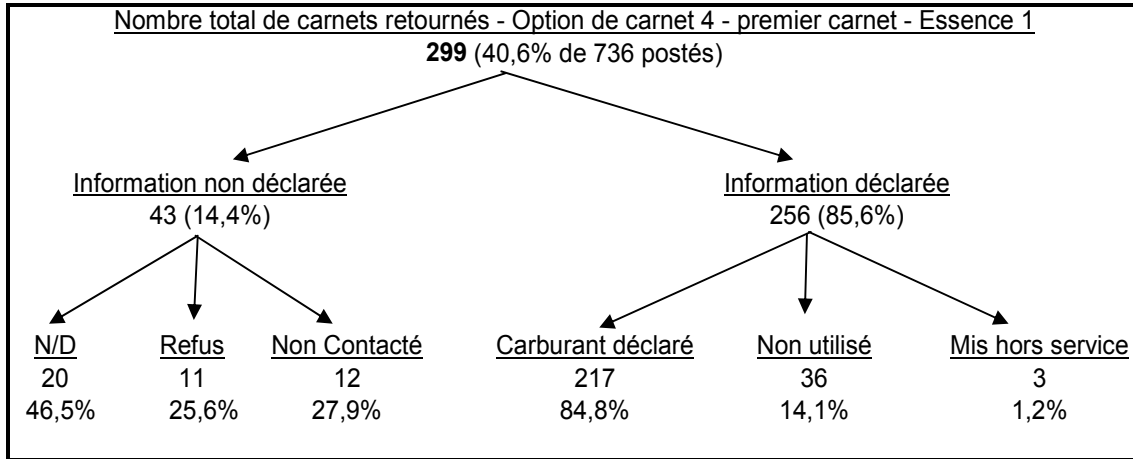 Nombre total de carnets retournés - Option de carnet 4 - premier carnet - Essence 1
299 (40,6% de 736 postés)
Information non déclarée
43 (14,4%)
Information déclarée
256 (85,6%)
N/D Refus Non Contacté
20 11 12
46,5% 25,6% 27,9%
Carburant déclaré Non utilisé Mis hors service
217 36 3
84,8% 14,1% 1,2%